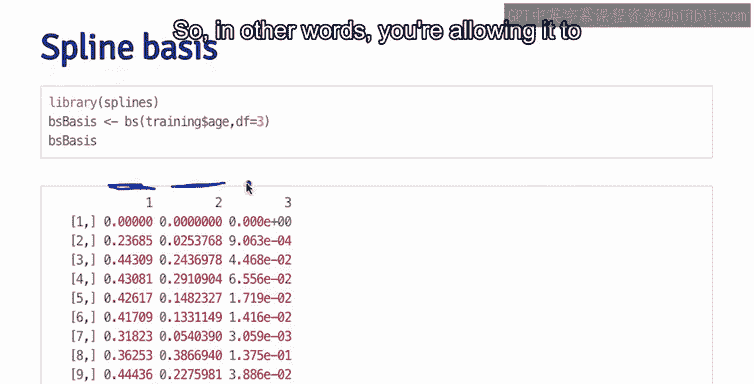 So, in other words, you're allowing it to
Spline basis
library(splines)
bsBasis <- bs(training$age,df=3)
bsBasis
1 2 3
[1,] 0.00000 0.0000000 0.000e+00
[2,] 0.23685 0.0253768 9.063e-04
[3,] 0.44309 0.2436978 4.468e-02
[4,] 0.43081 0.2910904 6.556e-02
[5,] 0.42617 0.1482327 1.719e-02
[6,] 0.41709 0.1331149 1.416e-02
[7,] 0.31823 0.0540390 3.059e-03
[8,] 0.36253 0.3866940 1.375e-01
[9,] 0.44436 0.2275981 3.886e-02